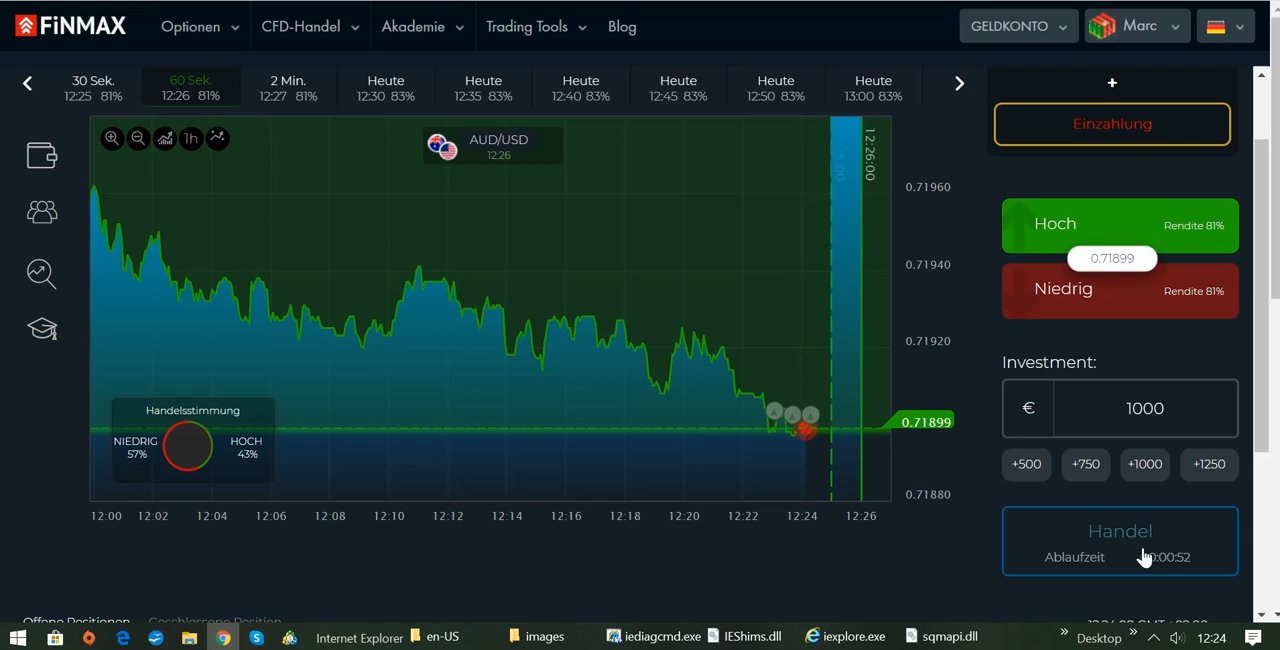 FiNMAX
Optionen
CFD-Handel
Akademie
Trading Tools
Blog
GELDKONTO
Marc
30 Sek.
12:25 81%
60 Sek.
12:26 81%
2 Min.
12:27 81%
Heute
12:30 83%
Heute
12:35 83%
Heute
12:40 83%
Heute
12:45 83%
Heute
12:50 83%
Heute
13:00 83%
+
Einzahlung
1h
AUD/USD
12:26
12:26:00
0.71960
0.71940
0.71920
0.71899
0.71880
Hoch
Rendite 81%
0.71899
Niedrig
Rendite 81%
Investment:
€ 1000
+500
+750
+1000
+1250
Handel
Ablaufzeit
Handelsstimmung
NIEDRIG
57%
HOCH
43%
12:00 12:02 12:04 12:06 12:08 12:10 12:12 12:14 12:16 12:18 12:20 12:22 12:24 12:26
Offene Positionen
Geschlossene Position
Internet Explorer
en-US
images
iediagcmd.exe
IEShims.dll
iexplore.exe
sqmapi.dll
Desktop
12:24